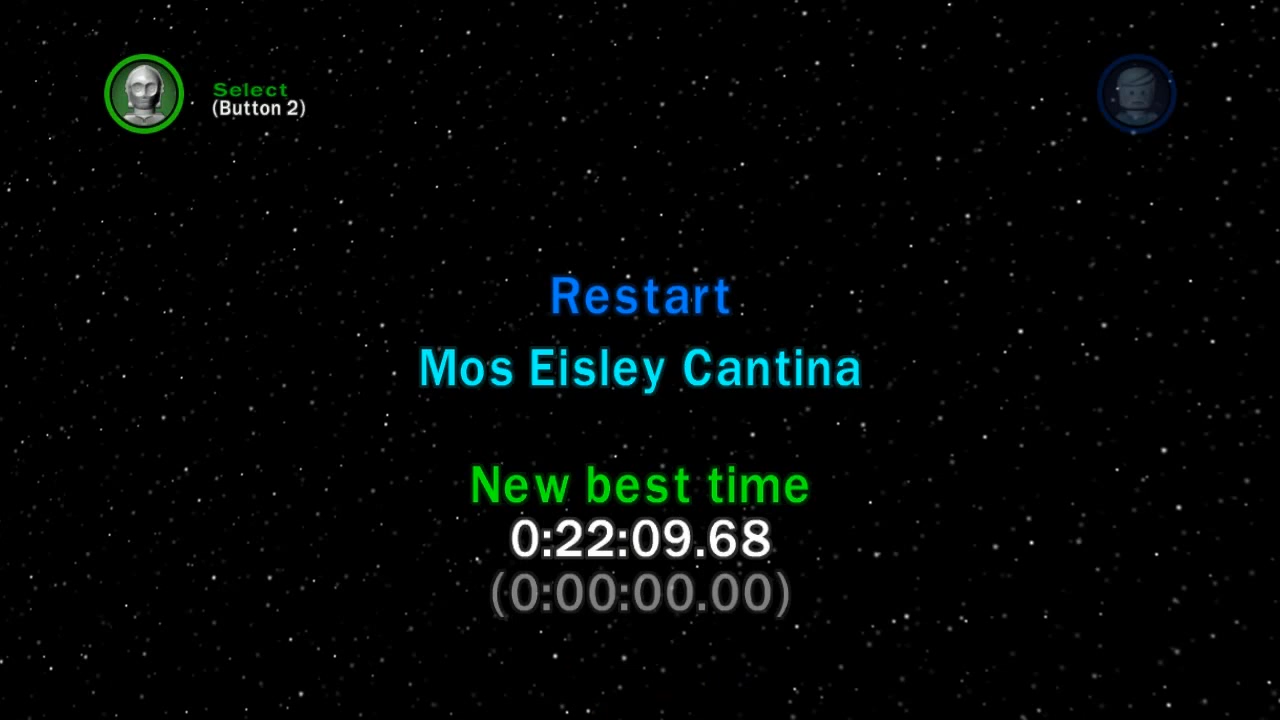 Select
(Button 2)
Restart
Mos Eisley Cantina
New best time
0:22:09.68
(0:00:00.00)